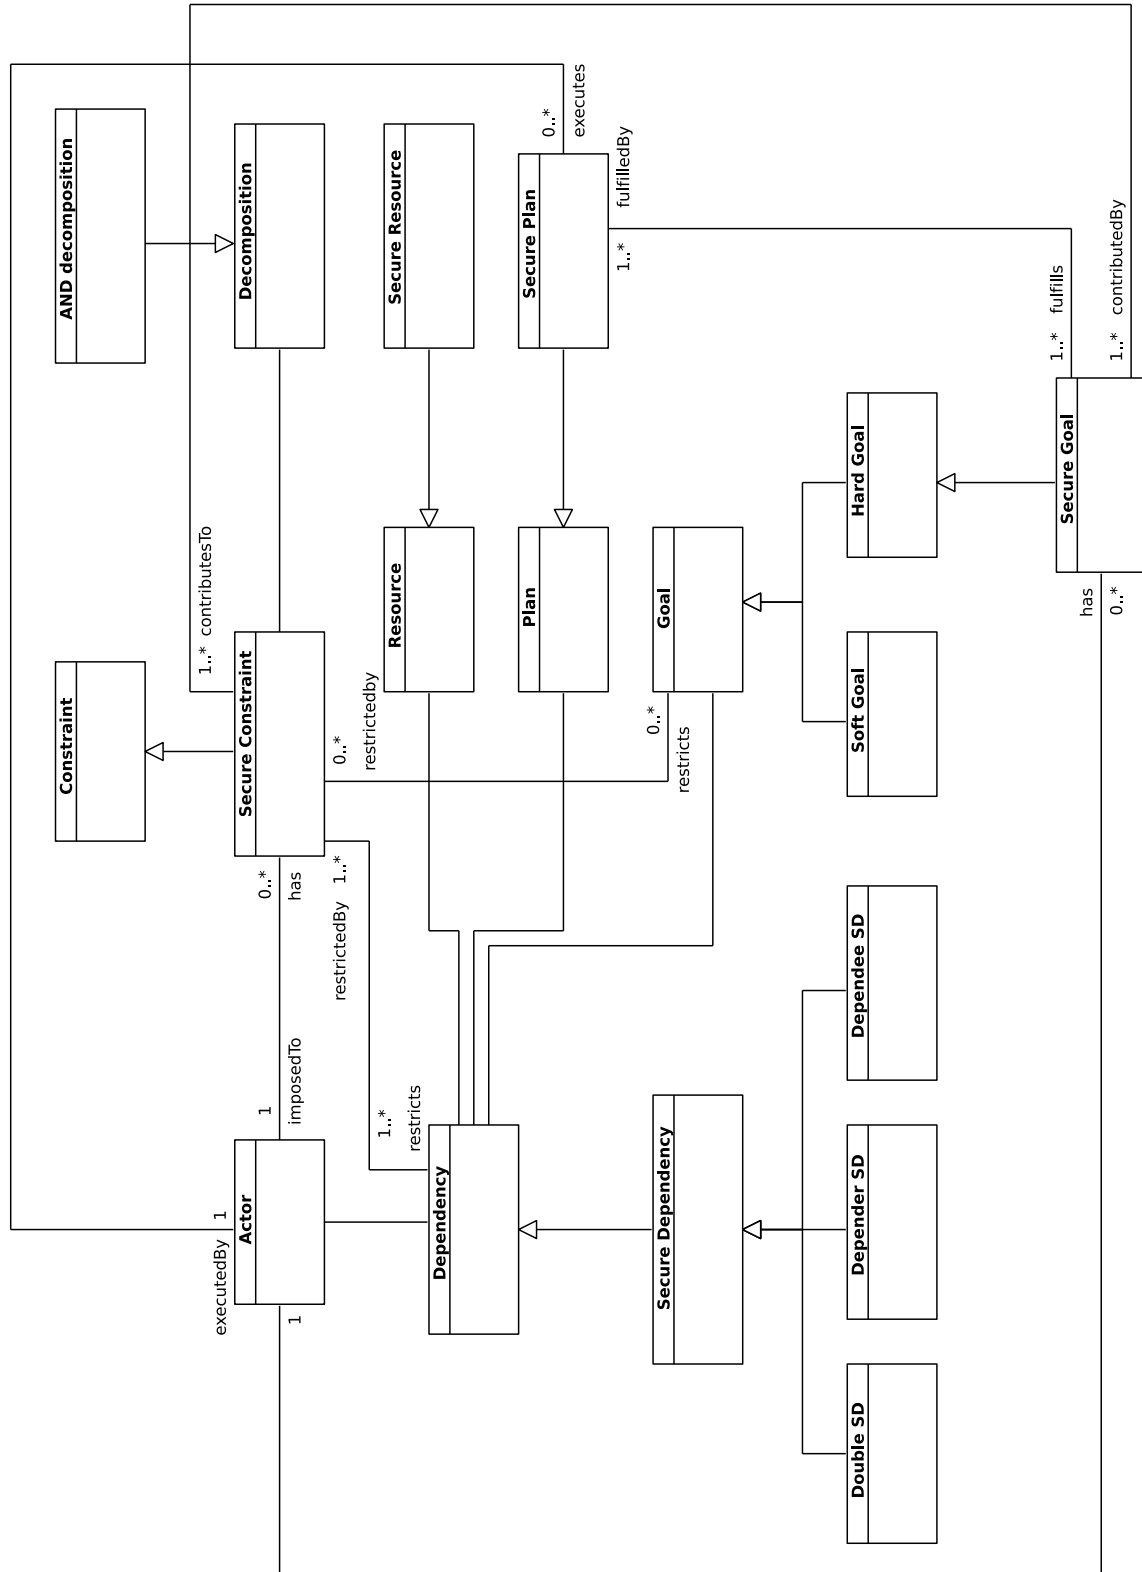 AND decomposition
Constraint
executedBy
1
Decomposition
Secure Constraint
Actor
1..* contributesTo
0..*
has
1
imposedTo
1
Secure Resource
Resource
0..*
restrictedby
1..*
restrictedBy
1..*
restricts
Dependency
0..*
executes
Secure Plan
Plan
fulfilledBy
1..*
Goal
0..*
restricts
Secure Dependency
Hard Goal
Soft Goal
Dependee SD
Depender SD
Double SD
1..* fulfills
1..* contributedBy
Secure Goal
has
0..*